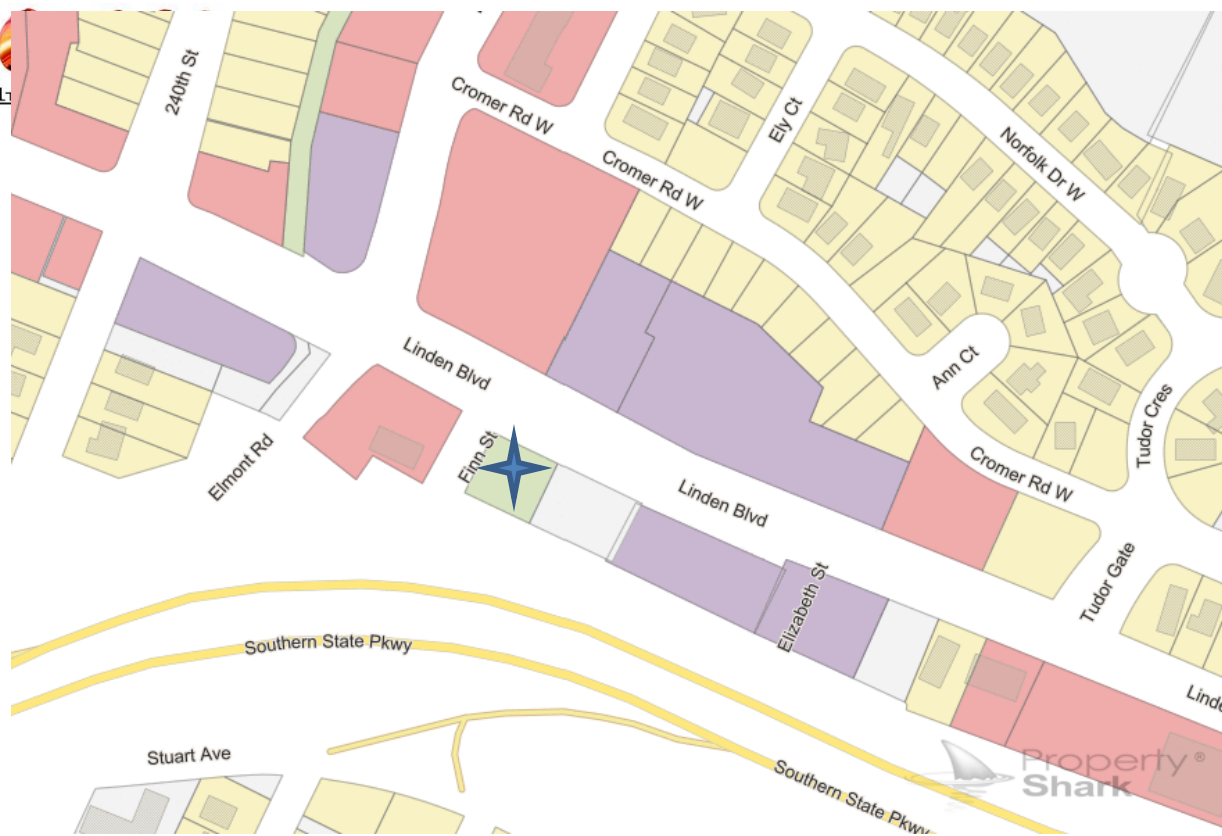 240th St
Cromer Rd W
Ely Ct
Norfolk Dr W
Cromer Rd W
Linden Blvd
Ann Ct
Tudor Cres
Elmont Rd
Finn St
Linden Blvd
Cromer Rd W
Elizabeth St
Tudor Gate
Southern State Pkwy
Linde
Stuart Ave
Southern State Pkwy
Property ®
Shark